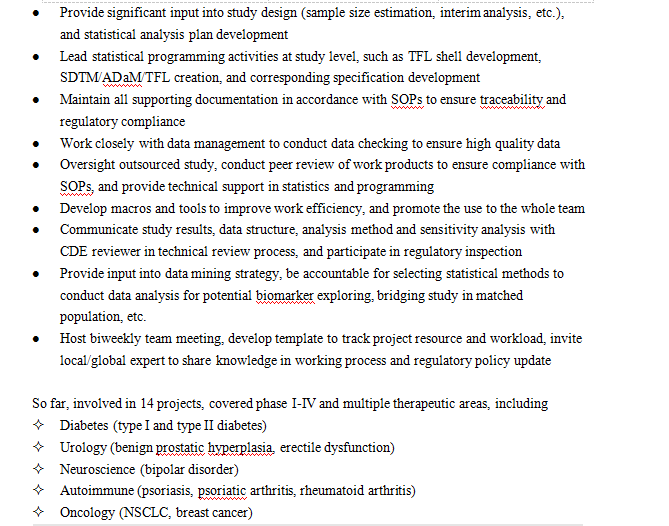 ● Provide significant input into study design (sample size estimation, interim analysis, etc.),
and statistical analysis plan development
● Lead statistical programming activities at study level, such as TFL shell development,
SDTM/ADaM/TFL creation, and corresponding specification development
● Maintain all supporting documentation in accordance with SOPs to ensure traceability and
regulatory compliance
● Work closely with data management to conduct data checking to ensure high quality data
● Oversight outsourced study, conduct peer review of work products to ensure compliance with
SOPs, and provide technical support in statistics and programming
● Develop macros and tools to improve work efficiency, and promote the use to the whole team
● Communicate study results, data structure, analysis method and sensitivity analysis with
CDE reviewer in technical review process, and participate in regulatory inspection
● Provide input into data mining strategy, be accountable for selecting statistical methods to
conduct data analysis for potential biomarker exploring, bridging study in matched
population, etc.
● Host biweekly team meeting, develop template to track project resource and workload, invite
local/global expert to share knowledge in working process and regulatory policy update
So far, involved in 14 projects, covered phase I-IV and multiple therapeutic areas, including
✧ Diabetes (type I and type II diabetes)
✧ Urology (benign prostatic hyperplasia, erectile dysfunction)
✧ Neuroscience (bipolar disorder)
✧ Autoimmune (psoriasis, psoriatic arthritis, rheumatoid arthritis)
✧ Oncology (NSCLC, breast cancer)